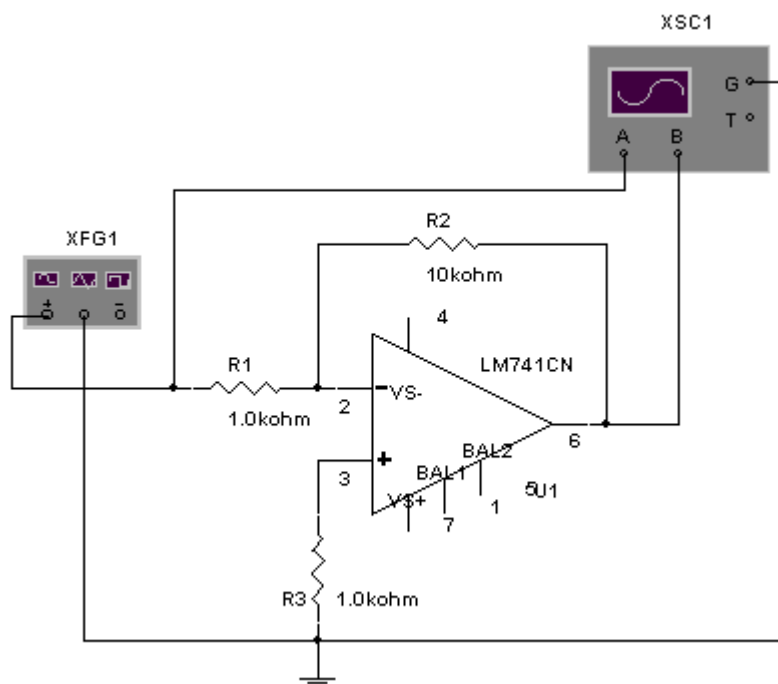 XSC1
G
T
A B
XFG1
+ −
R2
10kohm
4
R1
LM741CN
2
- VS-
1.0kohm
6
BAL2
+
BAL1
3
VS+
1
5U1
7
R3
1.0kohm